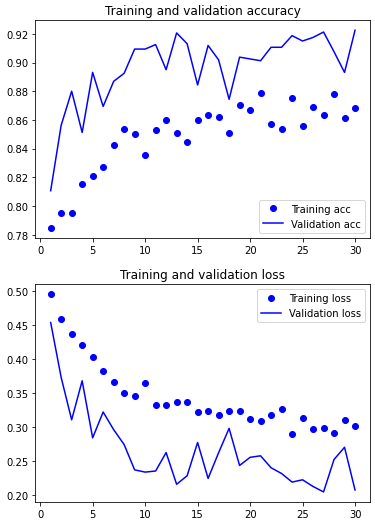 Training and validation accuracy
0.92
0.90
0.88
0.86
0.84
0.82
0.80
0.78
Training acc
Validation acc
0 5 10 15 20 25 30
Training and validation loss
0.50
0.45
0.40
0.35
0.30
0.25
0.20
Training loss
Validation loss
0 5 10 15 20 25 30